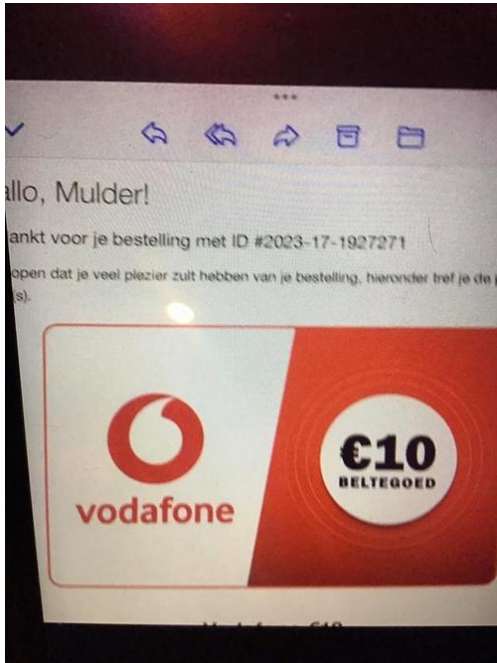 allo, Mulder!
ankt voor je bestelling met ID #2023-17-1927271
open dat je veel plezier zult hebben van je bestelling, hieronder tref je de
(s).
€10
BELTEGOED
vodafone